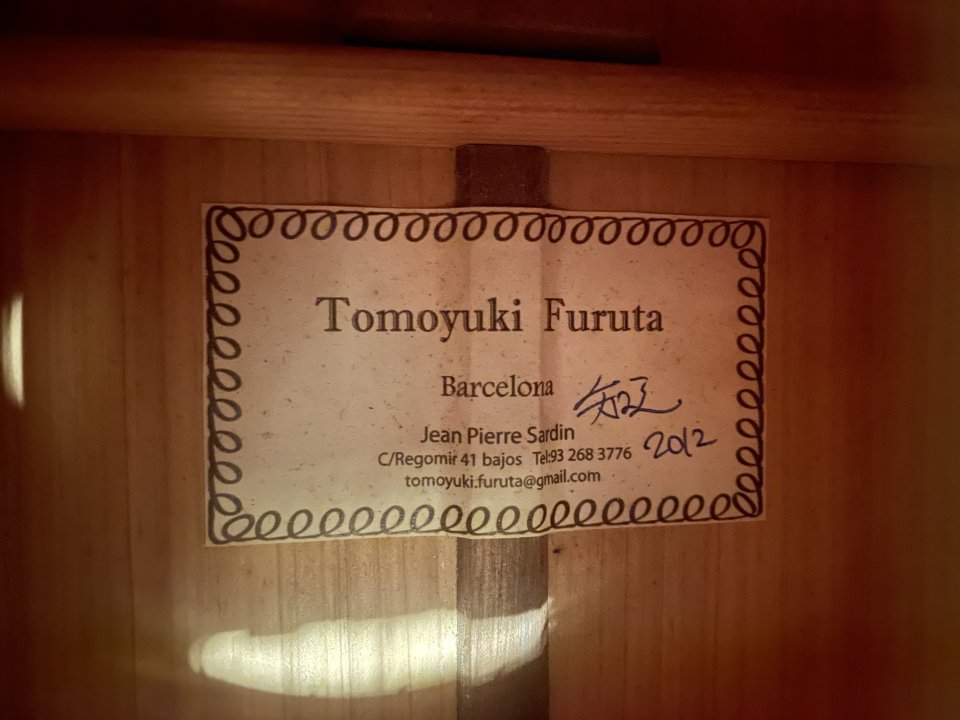 Tomoyuki Furuta
Barcelona
Jean Pierre Sardin
C/Regomir 41 bajos Tel:93 268 3776
tomoyuki.furuta@gmail.com
2012